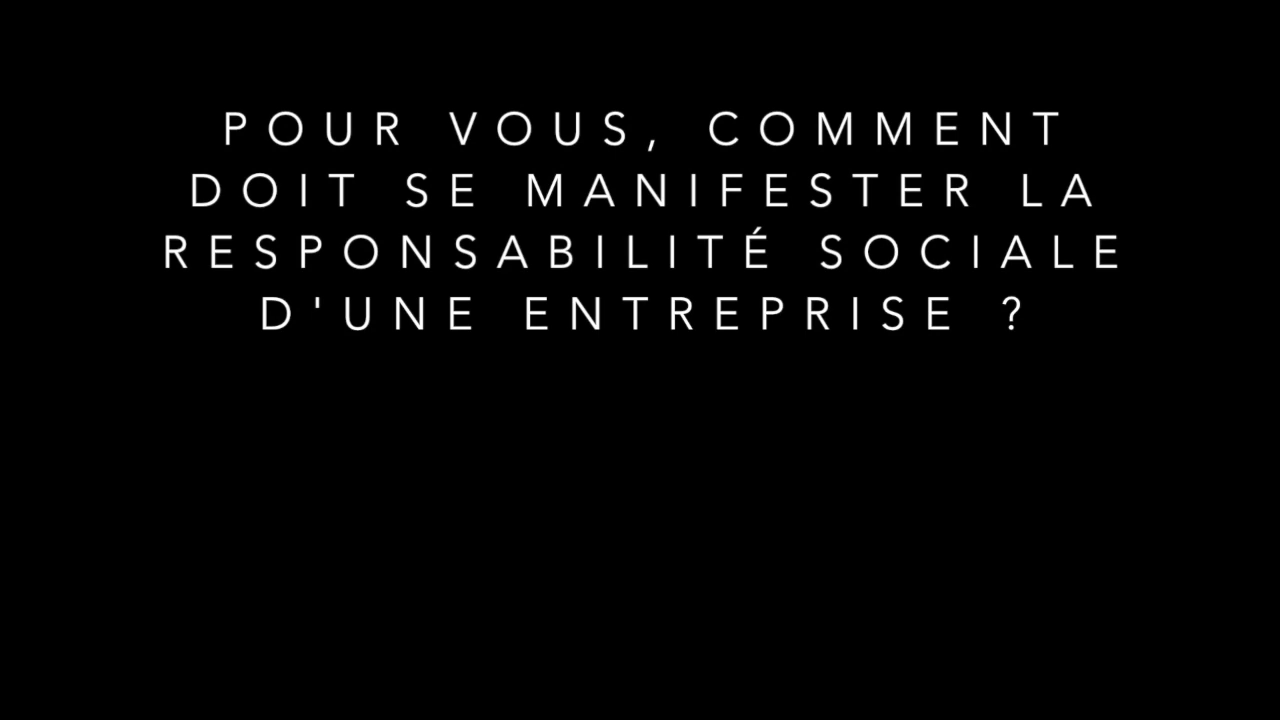 POUR VOUS, COMMENT
DOIT SE MANIFESTER LA
RESPONSABILITÉ SOCIALE
D'UNE ENTREPRISE ?